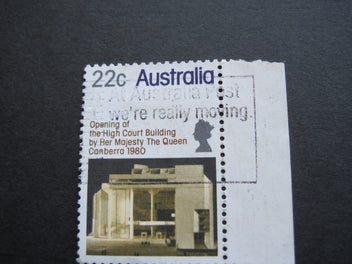 22c Australia
At Australia Post
we're really moving.
Opening of
the High Court Building
by Her Majesty The Queen
Canberra 1980